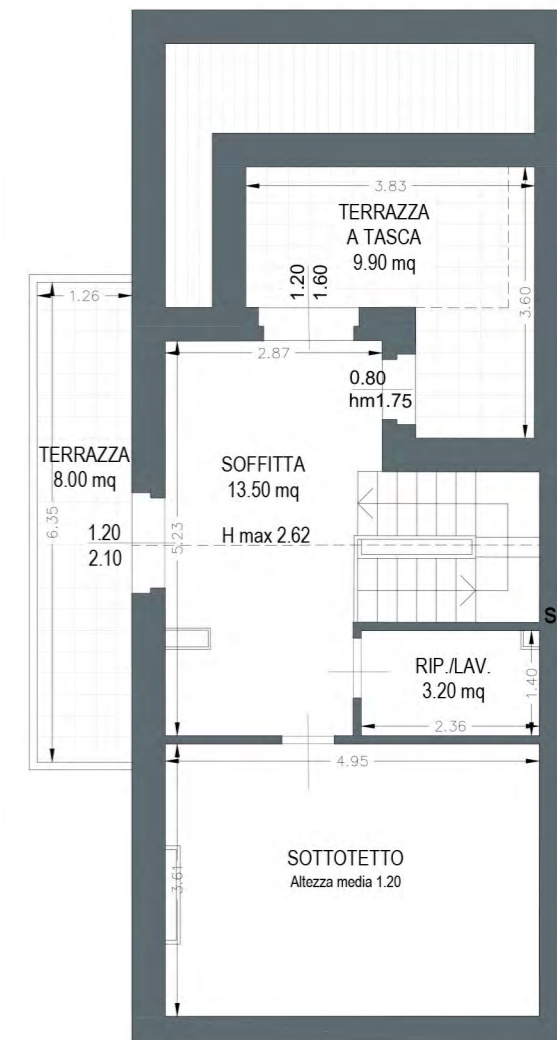 3.83
TERRAZZA
A TASCA
9.90 mq
1.20
1.60
3.60
1.26
2.87
0.80
hm1.75
TERRAZZA
8.00 mq
6.35
1.20
2.10
5.23
SOFFITTA
13.50 mq
H max 2.62
S
RIP./LAV.
3.20 mq
1.40
2.36
4.95
3.61
SOTTOTETTO
Altezza media 1.20